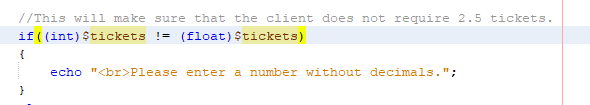 //This will make sure that the client does not require 2.5 tickets.
if((int)$tickets != (float)$tickets)
{
echo "<br>Please enter a number without decimals.";
}